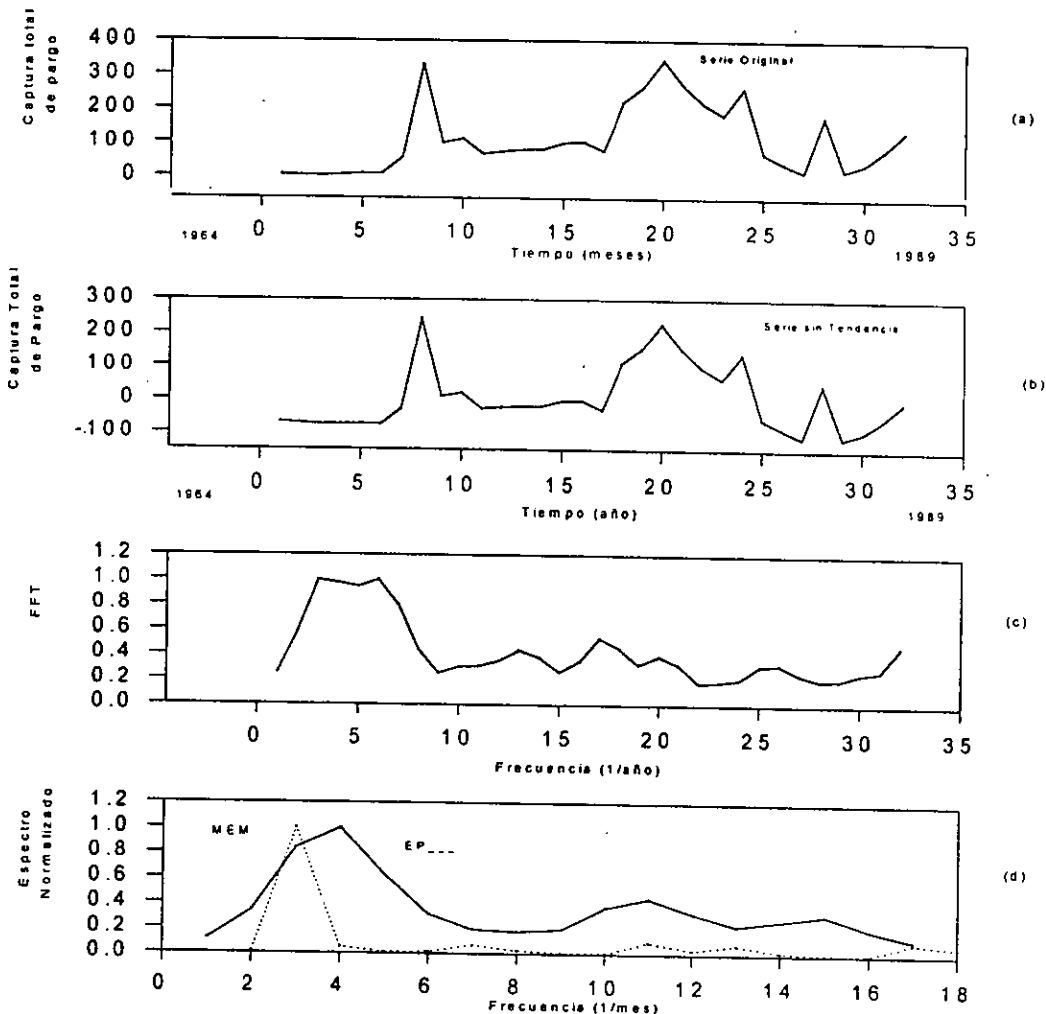 Captura total
de pargo
400
300
200
100
0
Serie Original
(a)
0 5 10 15 20 25 30 35
1964
Tiempo (meses)
1989
Captura Total
de Pargo
300
200
100
0
-.100
Serie sin Tendencia
(b)
0 5 10 15 20 25 30 35
1964
Tiempo (año)
1989
FFT
1.2
1.0
0.8
0.6
0.4
0.2
0.0
(c)
0 5 10 15 20 25 30 35
Frecuencia (1/año)
Espectro
Normalizado
1.2
1.0
0.8
0.6
0.4
0.2
0.0
MEM
EP___
(d)
0 2 4 6 8 10 12 14 16 18
Frecuencia (1/mes)